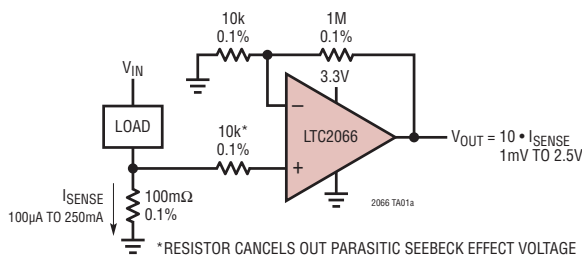 10k
0.1%
1M
0.1%
V_IN
3.3V
LOAD
10k*
0.1%
–
+
LTC2066
V_OUT = 10 • I_SENSE
1mV TO 2.5V
I_SENSE
100µA TO 250mA
100mΩ
0.1%
2066 TA01a
*RESISTOR CANCELS OUT PARASITIC SEEBECK EFFECT VOLTAGE